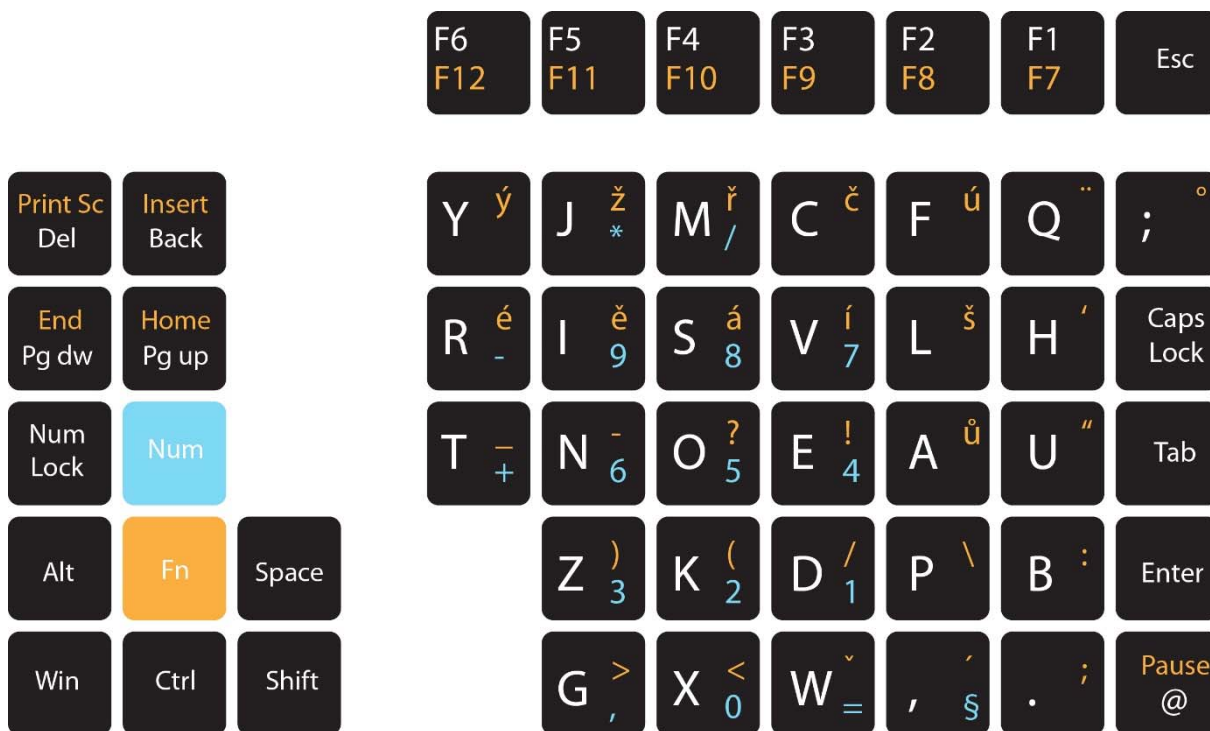 F6 F5 F4 F3 F2 F1 Esc
F12 F11 F10 F9 F8 F7
Print Sc Insert Y ý J ž * M ř / C č F ú Q ¨ ; °
Del Back
End Home R é - I ě 9 S á 8 V í 7 L š H ‘ Caps
Pg dw Pg up Lock
Num Num T _ + N - 6 O ? 5 E ! 4 A ů U “ Tab
Lock
Alt Fn Space Z ) 3 K ( 2 D / 1 P \ B : Enter
Win Ctrl Shift G > , X < 0 W ˇ = , ´ § . ; Pause
@